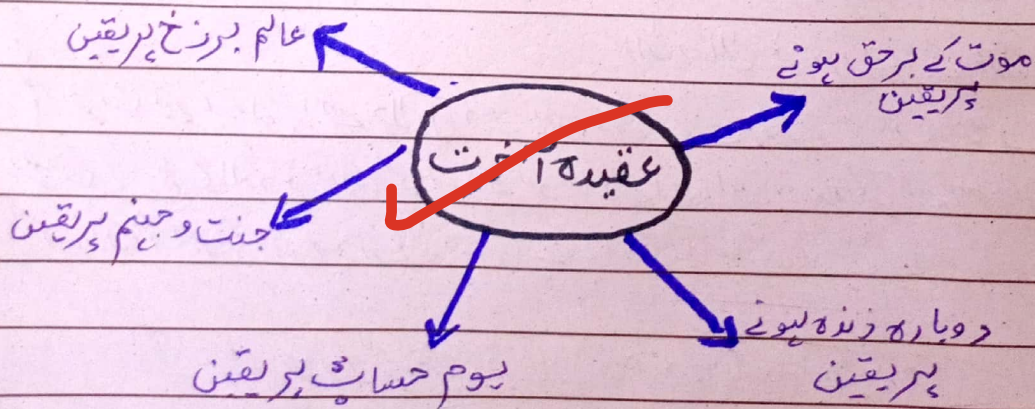 عالم برزخ پر یقین
موت کے برحق ہونے
پر یقین
عقیدہ آخرت
جنت و جہنم پر یقین
دوبارہ زندہ ہونے
پر یقین
یوم حساب پر یقین